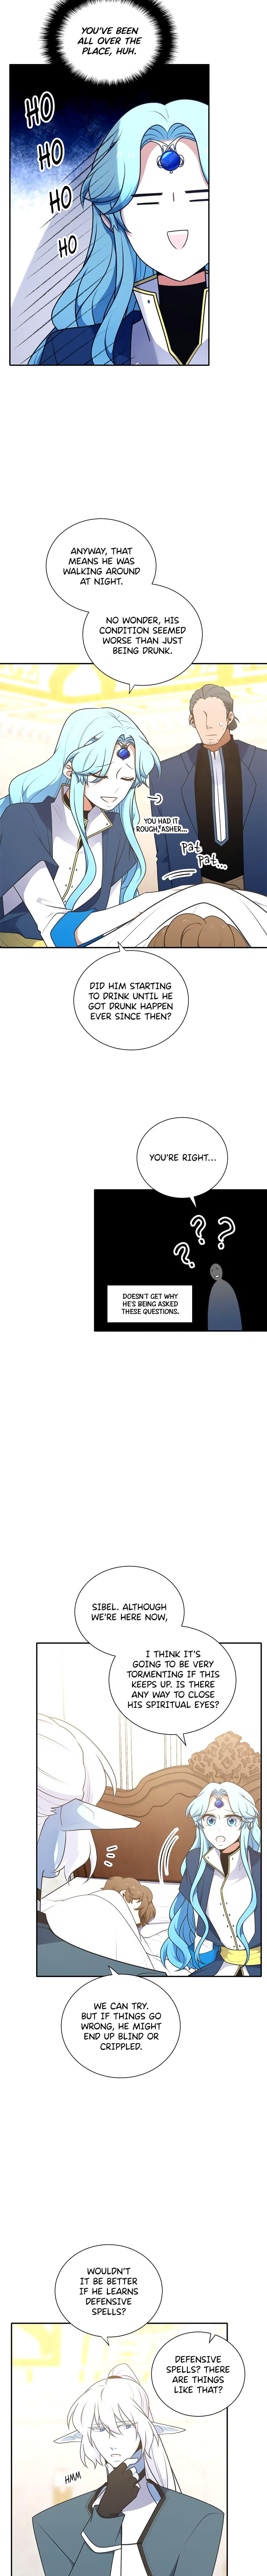 YOU'VE BEEN
ALL OVER THE
PLACE, HUH.
HO
HO
HO
HO
ANYWAY, THAT
MEANS HE WAS
WALKING AROUND
AT NIGHT.
NO WONDER, HIS
CONDITION SEEMED
WORSE THAN JUST
BEING DRUNK.
YOU HAD IT
ROUGH, ASHER...
Pat
Pat...
DID HIM STARTING
TO DRINK UNTIL HE
GOT DRUNK HAPPEN
EVER SINCE THEN?
YOU'RE RIGHT...
? ? ?
DOESN'T GET WHY
HE'S BEING ASKED
THESE QUESTIONS.
SIBEL. ALTHOUGH
WE'RE HERE NOW,
I THINK IT'S
GOING TO BE VERY
TORMENTING IF THIS
KEEPS UP. IS THERE
ANY WAY TO CLOSE
HIS SPIRITUAL EYES?
WE CAN TRY.
BUT IF THINGS GO
WRONG, HE MIGHT
END UP BLIND OR
CRIPPLED.
WOULDN'T
IT BE BETTER
IF HE LEARNS
DEFENSIVE
SPELLS?
DEFENSIVE
SPELLS? THERE
ARE THINGS
LIKE THAT?
HMM